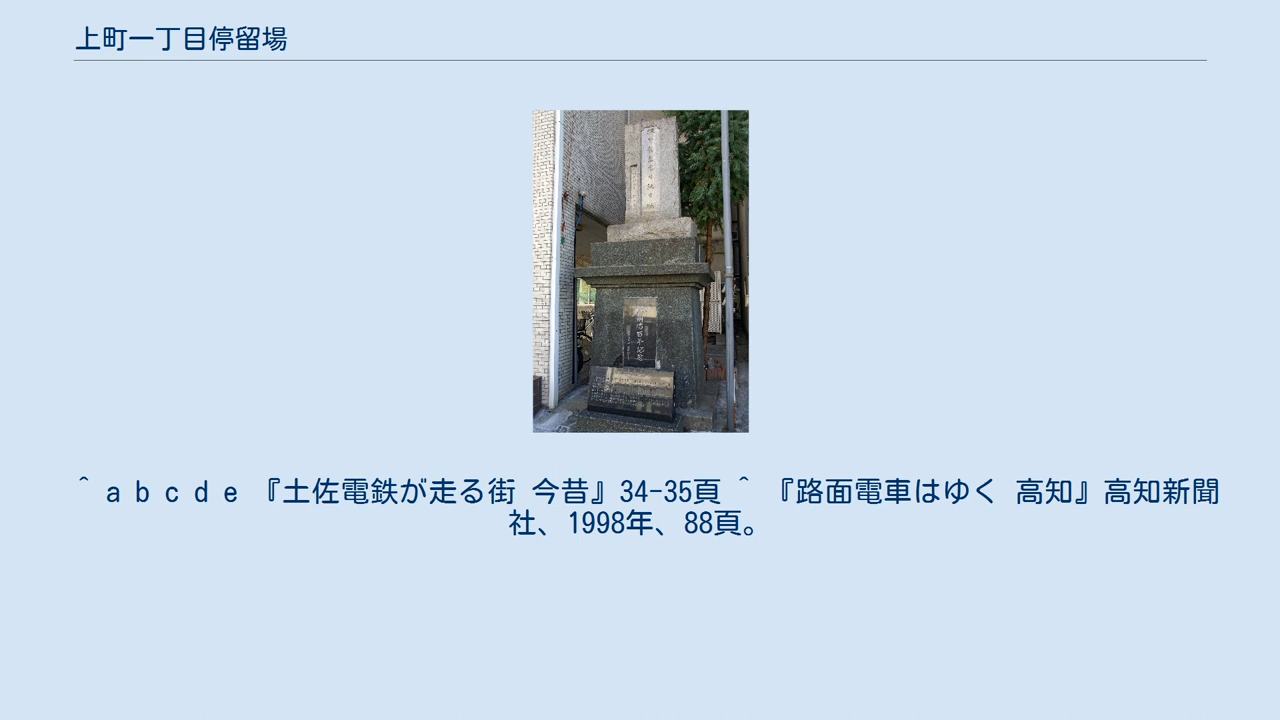 上町一丁目停留場
^ a b c d e 『土佐電鉄が走る街 今昔』34-35頁 ^ 『路面電車はゆく 高知』高知新聞
社、1998年、88頁。